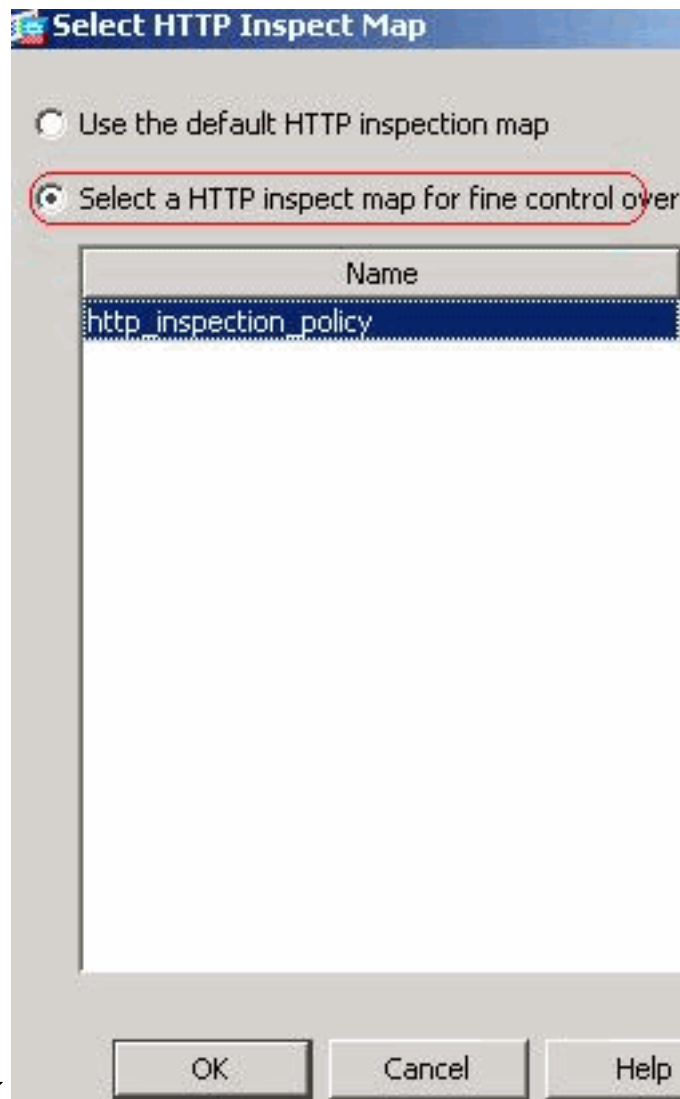 Select HTTP Inspect Map
Use the default HTTP inspection map
Select a HTTP inspect map for fine control over
Name
http_inspection_policy
OK Cancel Help